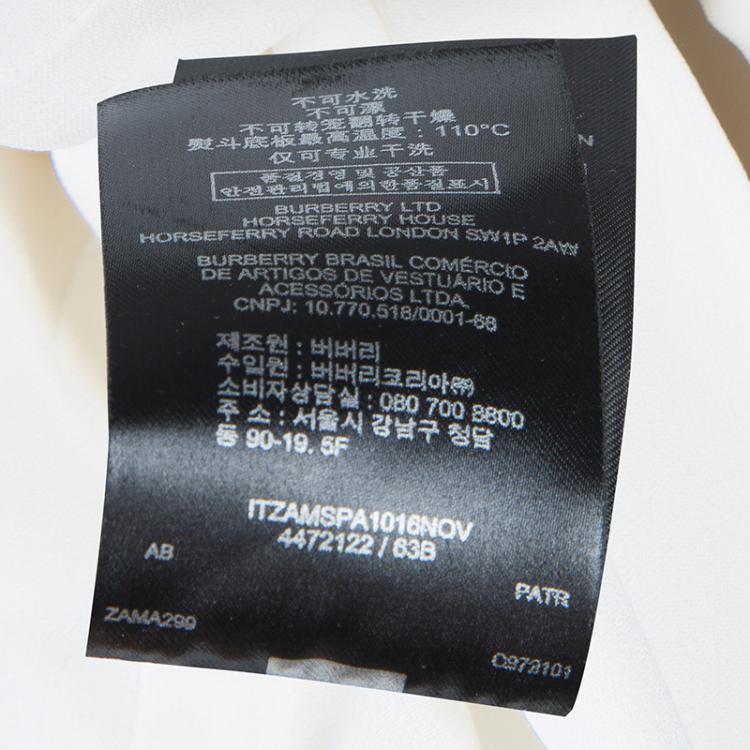 不可水洗
不可漂
不可转笼翻转干燥
熨斗底板最高温度：110°C
仅可专业干洗
품질경영 및 공산품
안전관리법에의한품질표시
BURBERRY LTD
HORSEFERRY HOUSE
HORSEFERRY ROAD LONDON SW1P 2AW
BURBERRY BRASIL COMÉRCIO
DE ARTIGOS DE VESTUÁRIO E
ACESSÓRIOS LTDA
CNPJ: 10.770.518/0001-68
제조원 : 버버리
수입원 : 버버리코리아㈜
소비자상담실 : 080 700 8800
주 소 : 서울시 강남구 청담
동 90-19. 5F
ITZAMSPA1016NOV
4472122 / 63B
AB
PATR
ZAMA299
C973101
N